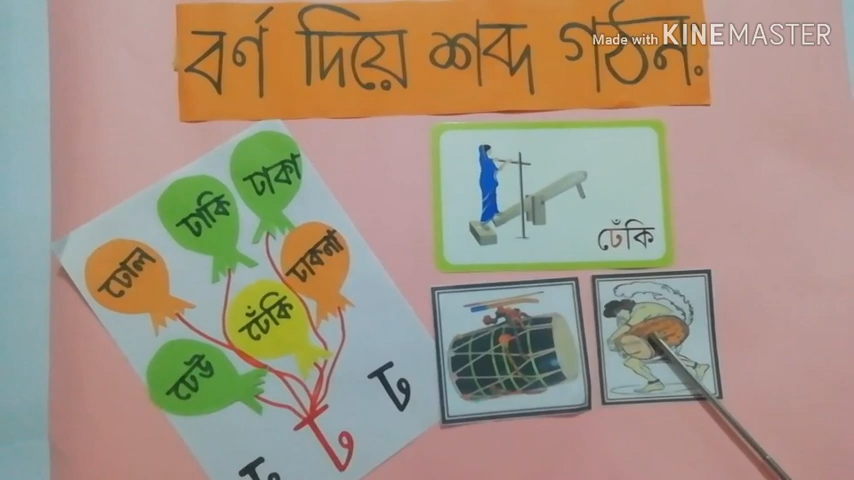 বর্ণ দিয়ে শব্দ গঠন.
Made with KINEMASTER
ঢাকা
ঢাকি
ঢাকনা
ঢোল
ঢেঁকি
ঢেউ
ঢ
ঢ
ঢ
ঢেঁকি